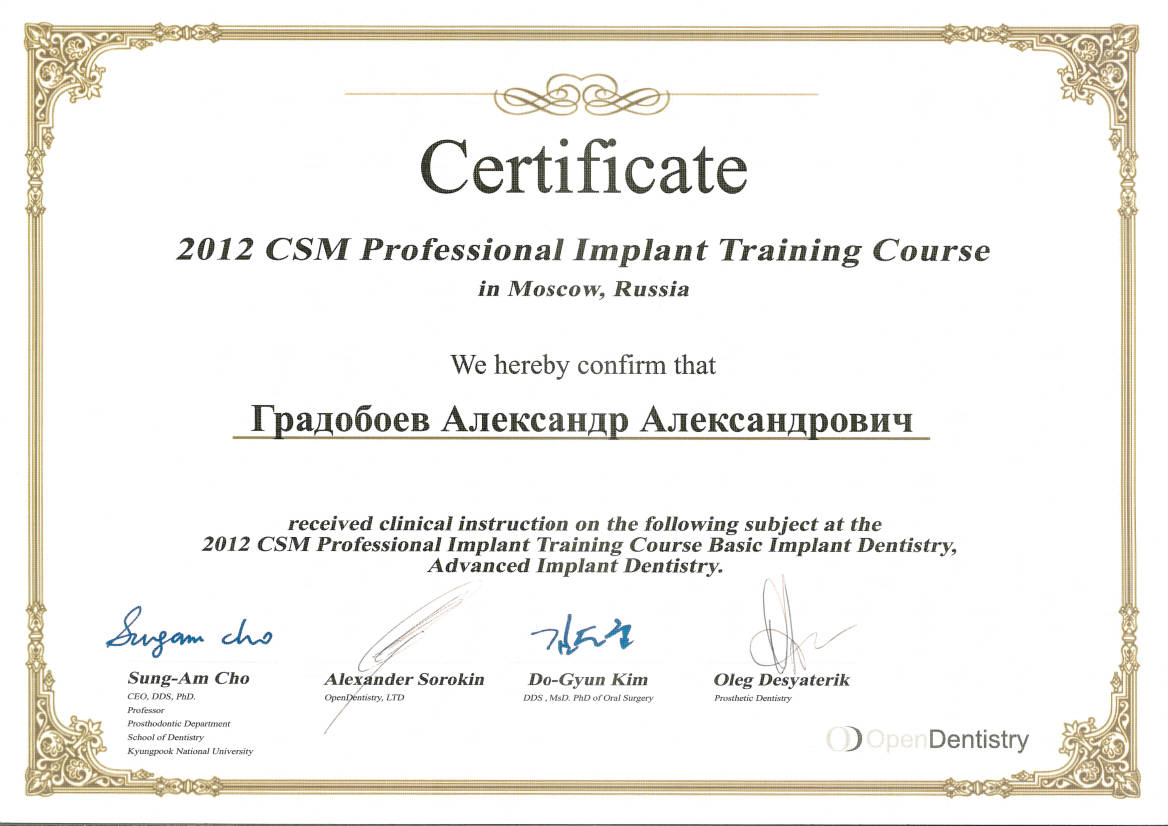 Certificate
2012 CSM Professional Implant Training Course
in Moscow, Russia
We hereby confirm that
Градобоев Александр Александрович
received clinical instruction on the following subject at the
2012 CSM Professional Implant Training Course Basic Implant Dentistry,
Advanced Implant Dentistry.
Sungam cho
김도균
Sung-Am Cho
CEO, DDS, PhD.
Professor
Prosthodontic Department
School of Dentistry
Kyungpook National University
Alexander Sorokin
OpenDentistry, LTD
Do-Gyun Kim
DDS , MsD. PhD of Oral Surgery
Oleg Desyaterik
Prosthetic Dentistry
OpenDentistry